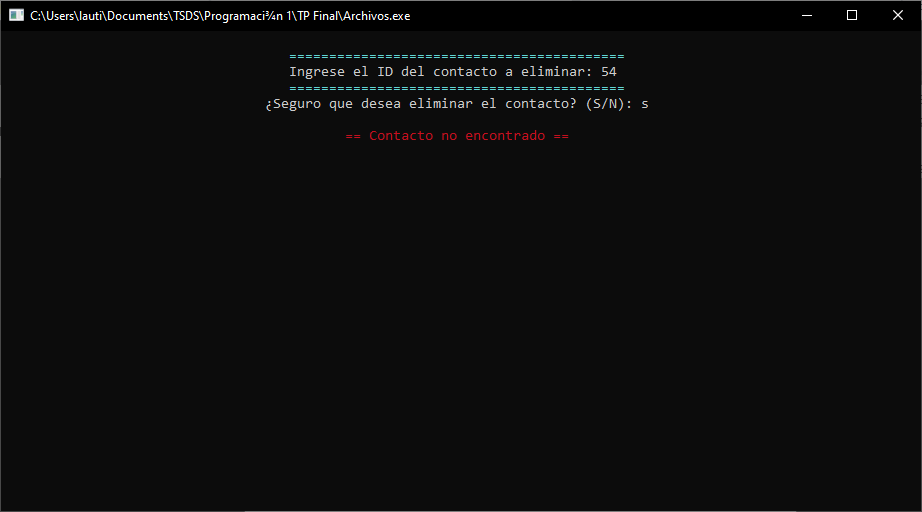 C:\Users\lauti\Documents\TSDS\Programaci¾n 1\TP Final\Archivos.exe
==========================================
Ingrese el ID del contacto a eliminar: 54
==========================================
¿Seguro que desea eliminar el contacto? (S/N): s
== Contacto no encontrado ==